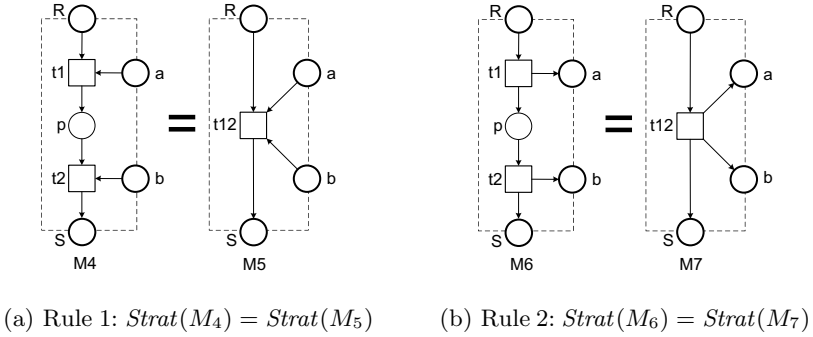 R
t1
a
p
t2
b
S
M4
=
R
a
t12
b
S
M5
R
t1
a
p
t2
b
S
M6
=
R
a
t12
b
S
M7
(a) Rule 1: Strat(M₄) = Strat(M₅)
(b) Rule 2: Strat(M₆) = Strat(M₇)